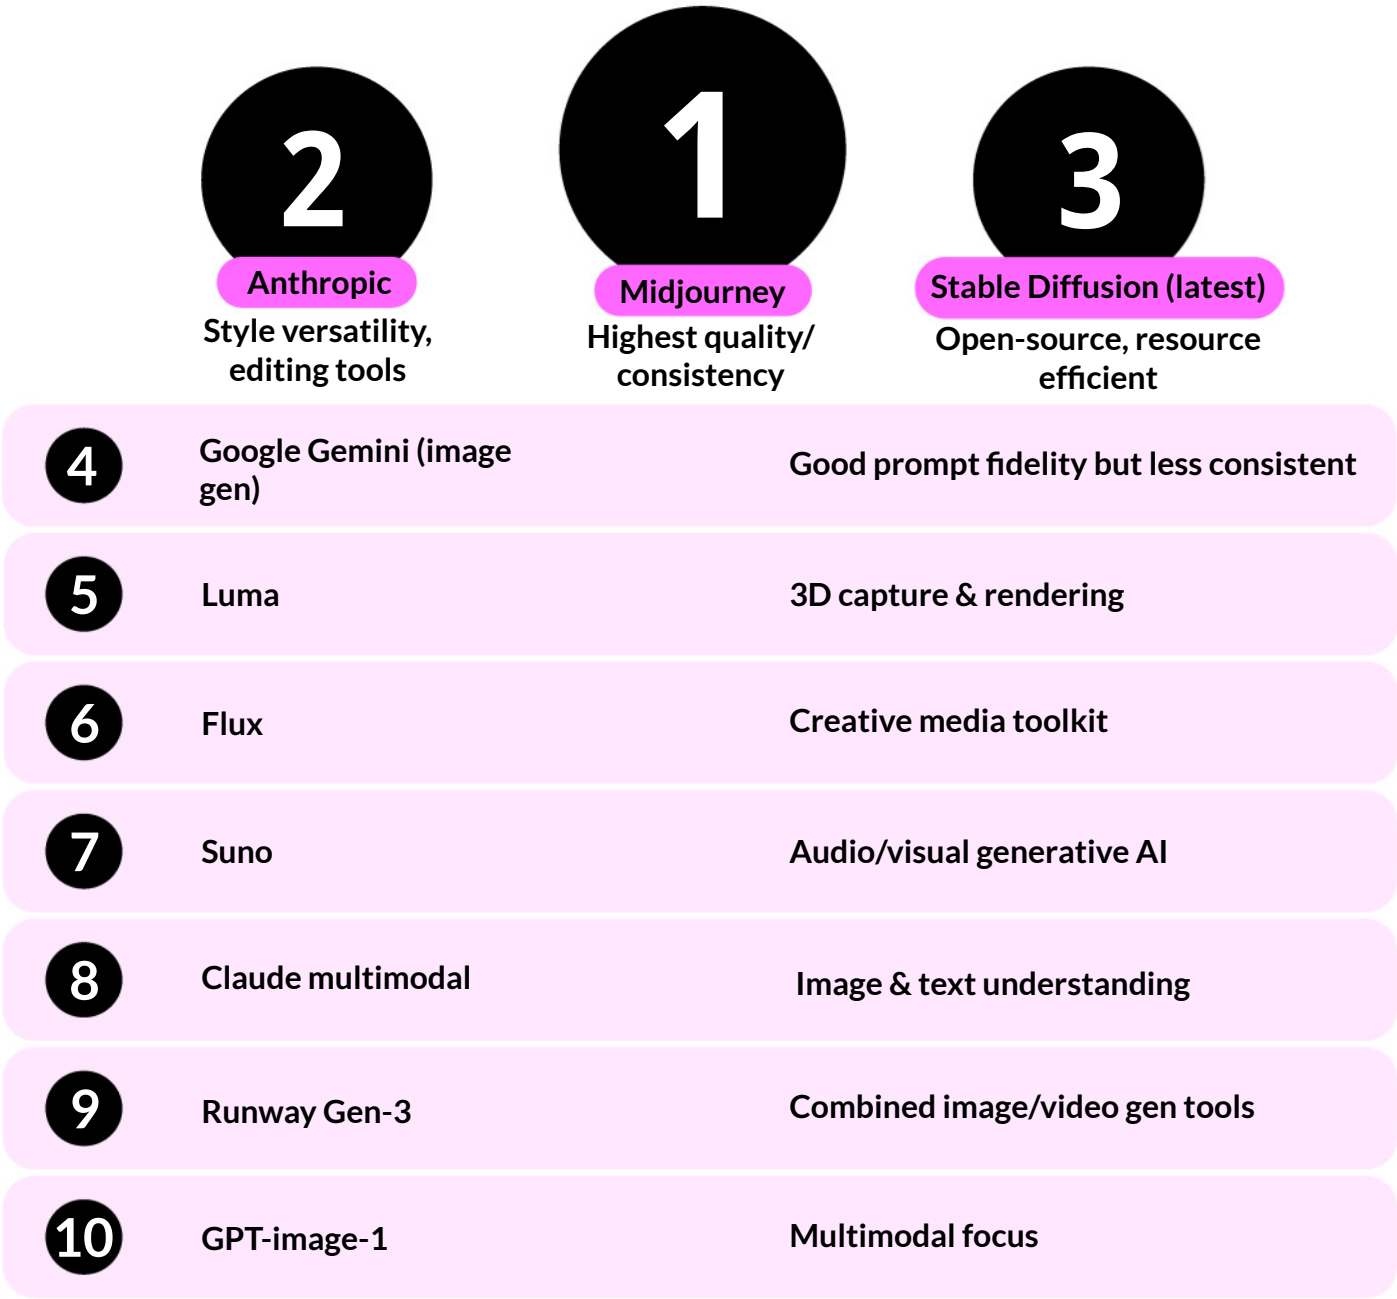 2
1
3
Anthropic
Midjourney
Stable Diffusion (latest)
Style versatility,
editing tools
Highest quality/
consistency
Open-source, resource
efficient
4
Google Gemini (image
gen)
Good prompt fidelity but less consistent
5
Luma
3D capture & rendering
6
Flux
Creative media toolkit
7
Suno
Audio/visual generative AI
8
Claude multimodal
Image & text understanding
9
Runway Gen-3
Combined image/video gen tools
10
GPT-image-1
Multimodal focus